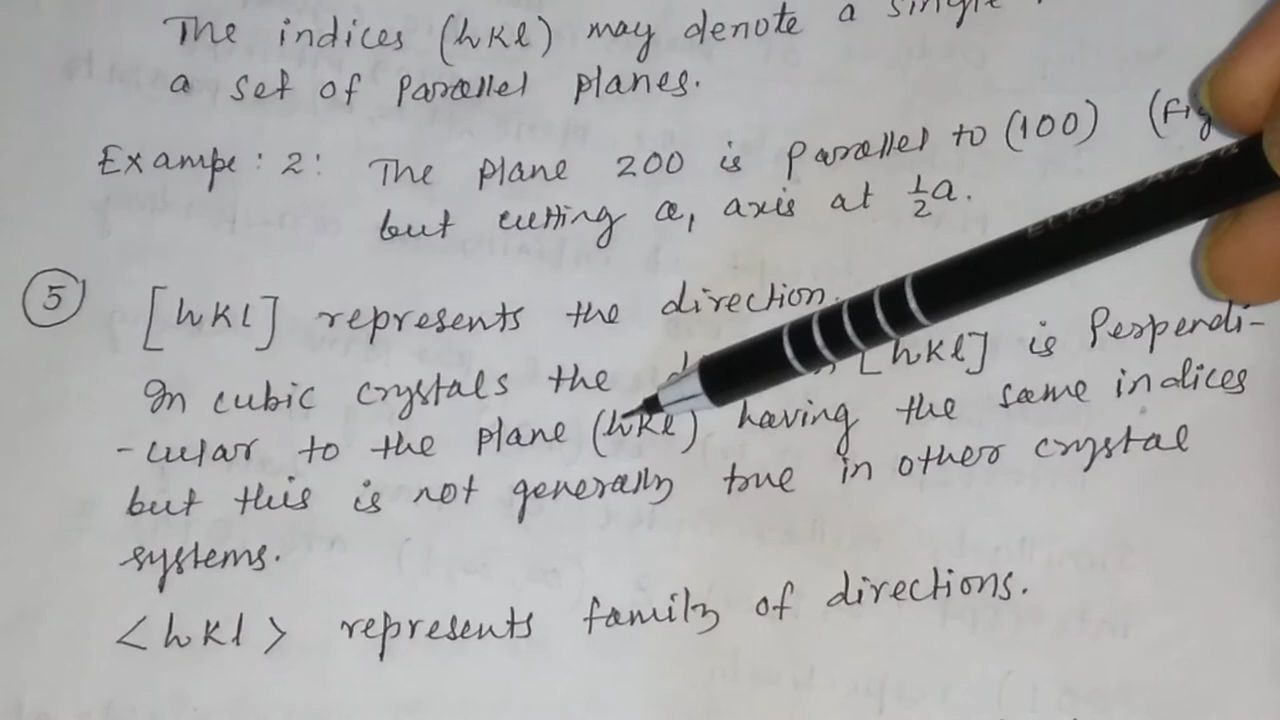 The indices (hkl) may denote a single
a set of Parallel planes.
Exampe: 2: The plane 200 is parallel to (100) (Fig
but cutting a, axis at ½a.
5 [hkl] represents the direction.
In cubic crystals the [hkl] is Perpendi-
-cular to the plane (hkl) having the same indices
but this is not generally true in other crystal
systems.
<hkl> represents family of directions.